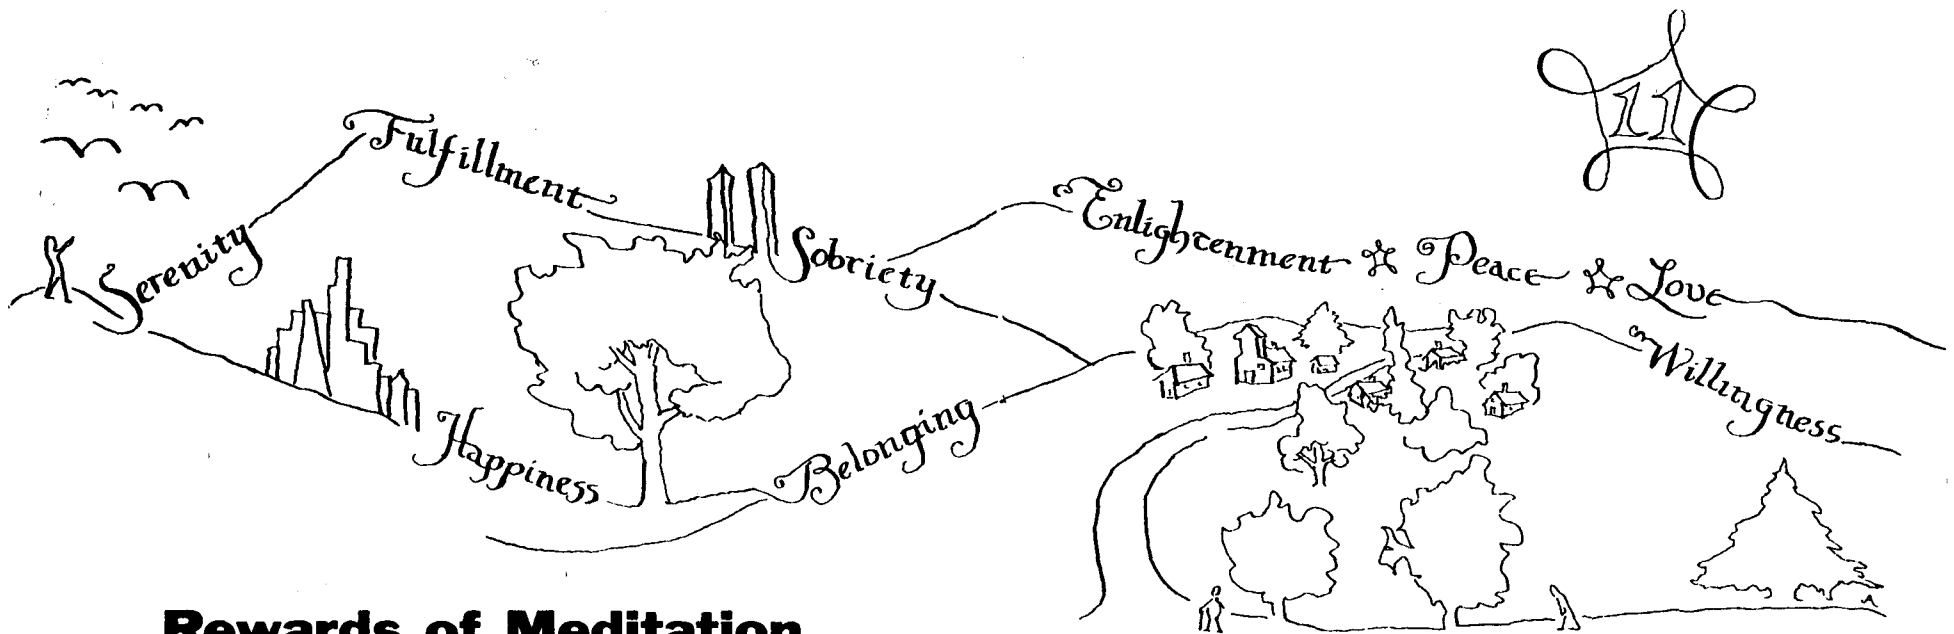 11
Fulfillment
Serenity
Sobriety
Enlightenment Peace Love
Willingness
Happiness
Belonging
Rewards of Meditation